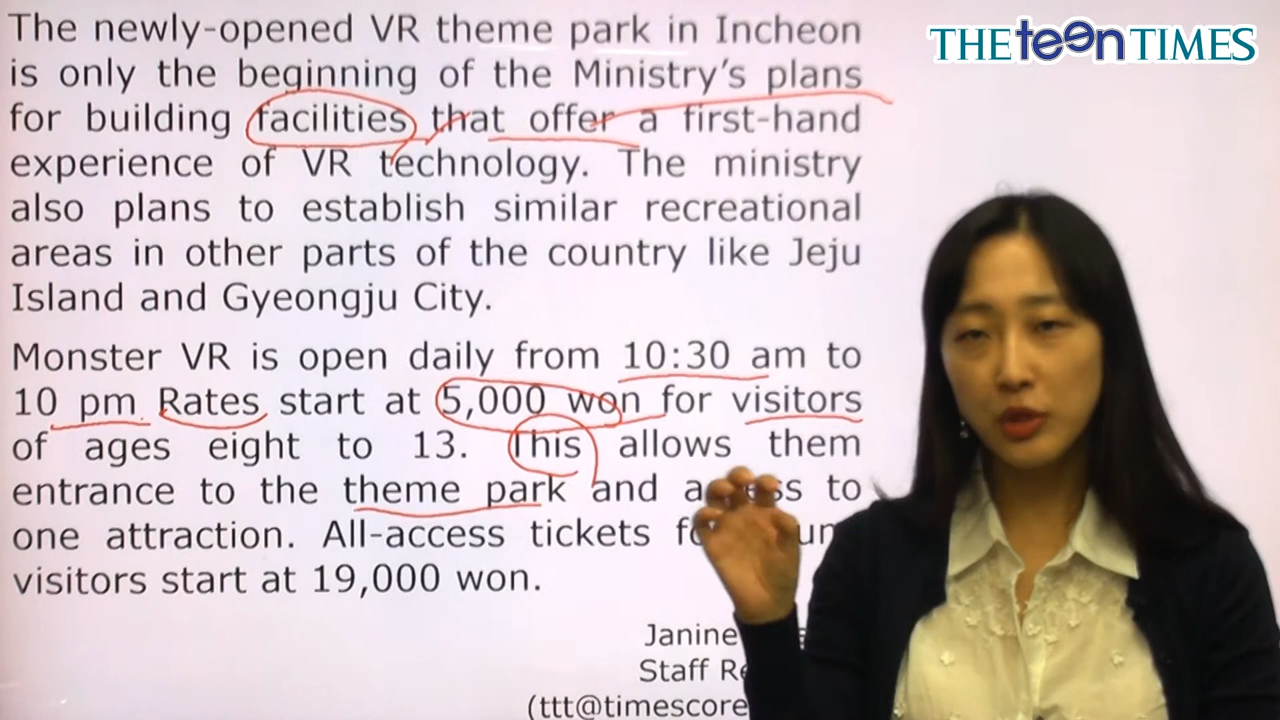 THE teen TIMES
The newly-opened VR theme park in Incheon
is only the beginning of the Ministry's plans
for building facilities that offer a first-hand
experience of VR technology. The ministry
also plans to establish similar recreational
areas in other parts of the country like Jeju
Island and Gyeongju City.
Monster VR is open daily from 10:30 am to
10 pm Rates start at 5,000 won for visitors
of ages eight to 13. This allows them
entrance to the theme park and to
one attraction. All-access tickets
visitors start at 19,000 won.
Janine
Staff
(ttt@timescore